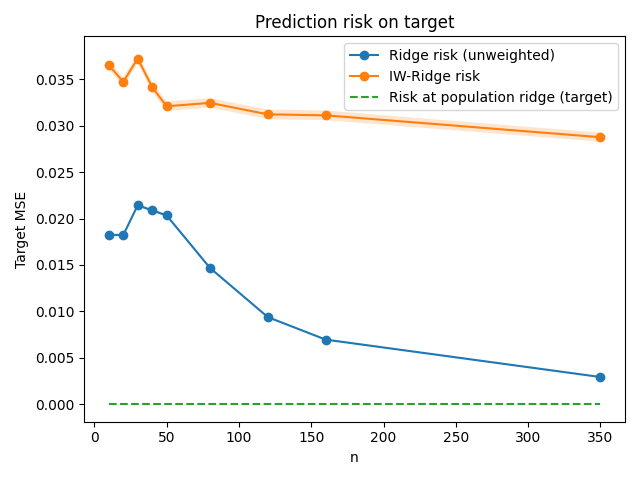 Prediction risk on target
Ridge risk (unweighted)
IW-Ridge risk
Risk at population ridge (target)
Target MSE
0.035
0.030
0.025
0.020
0.015
0.010
0.005
0.000
0 50 100 150 200 250 300 350
n